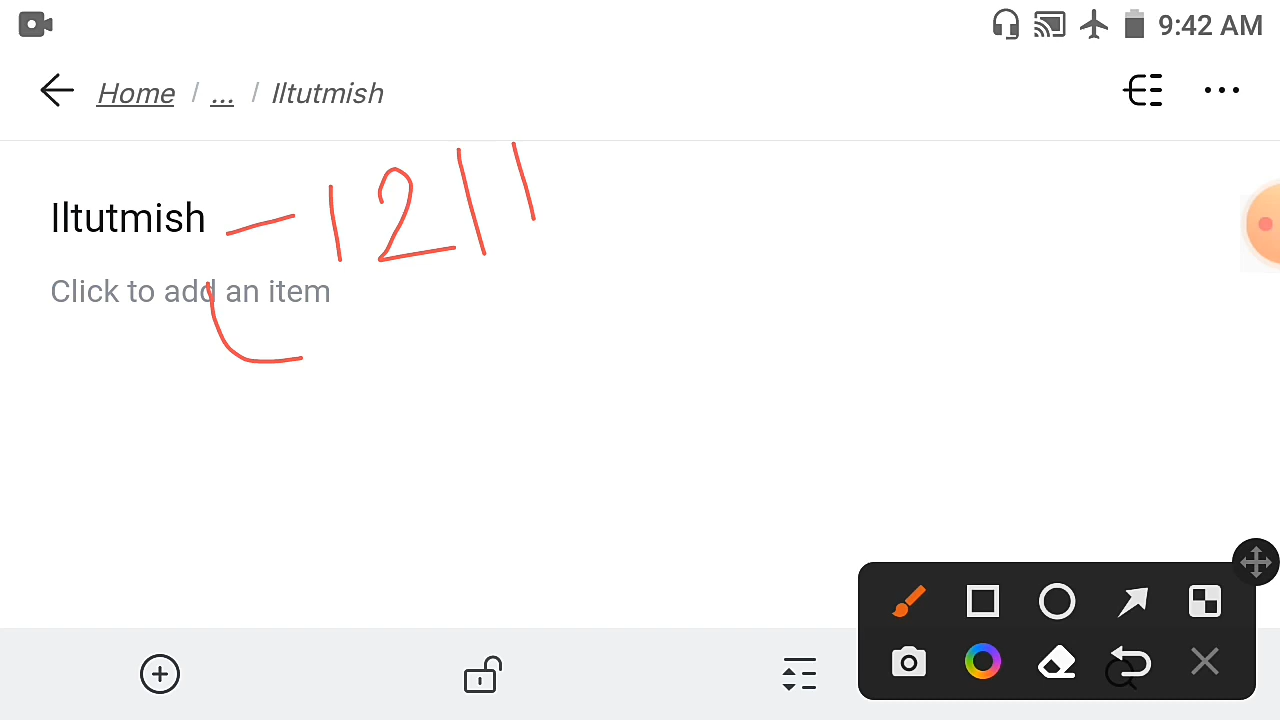 9:42 AM
Home / ... / Iltutmish
Iltutmish — 1211
Click to add an item